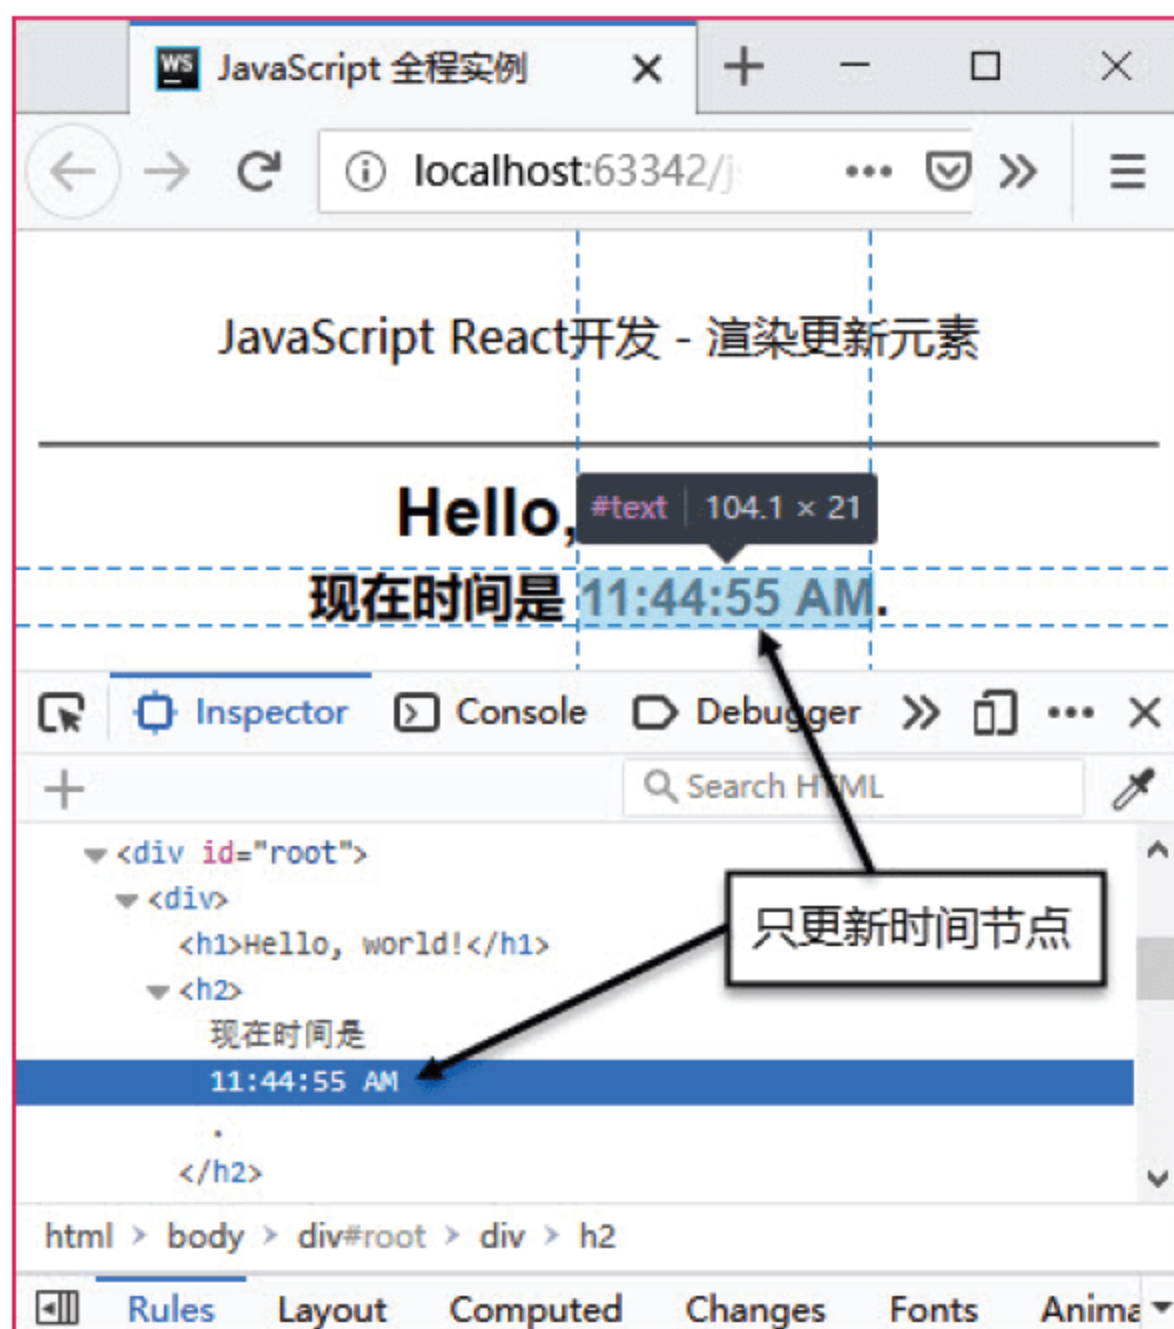 WS JavaScript 全程实例
localhost:63342/j
JavaScript React开发 - 渲染更新元素
Hello,
#text 104.1 × 21
现在时间是 11:44:55 AM.
Inspector Console Debugger
Search HTML
<div id="root">
<div>
<h1>Hello, world!</h1>
<h2>
现在时间是
11:44:55 AM
.
</h2>
只更新时间节点
html > body > div#root > div > h2
Rules Layout Computed Changes Fonts Anima